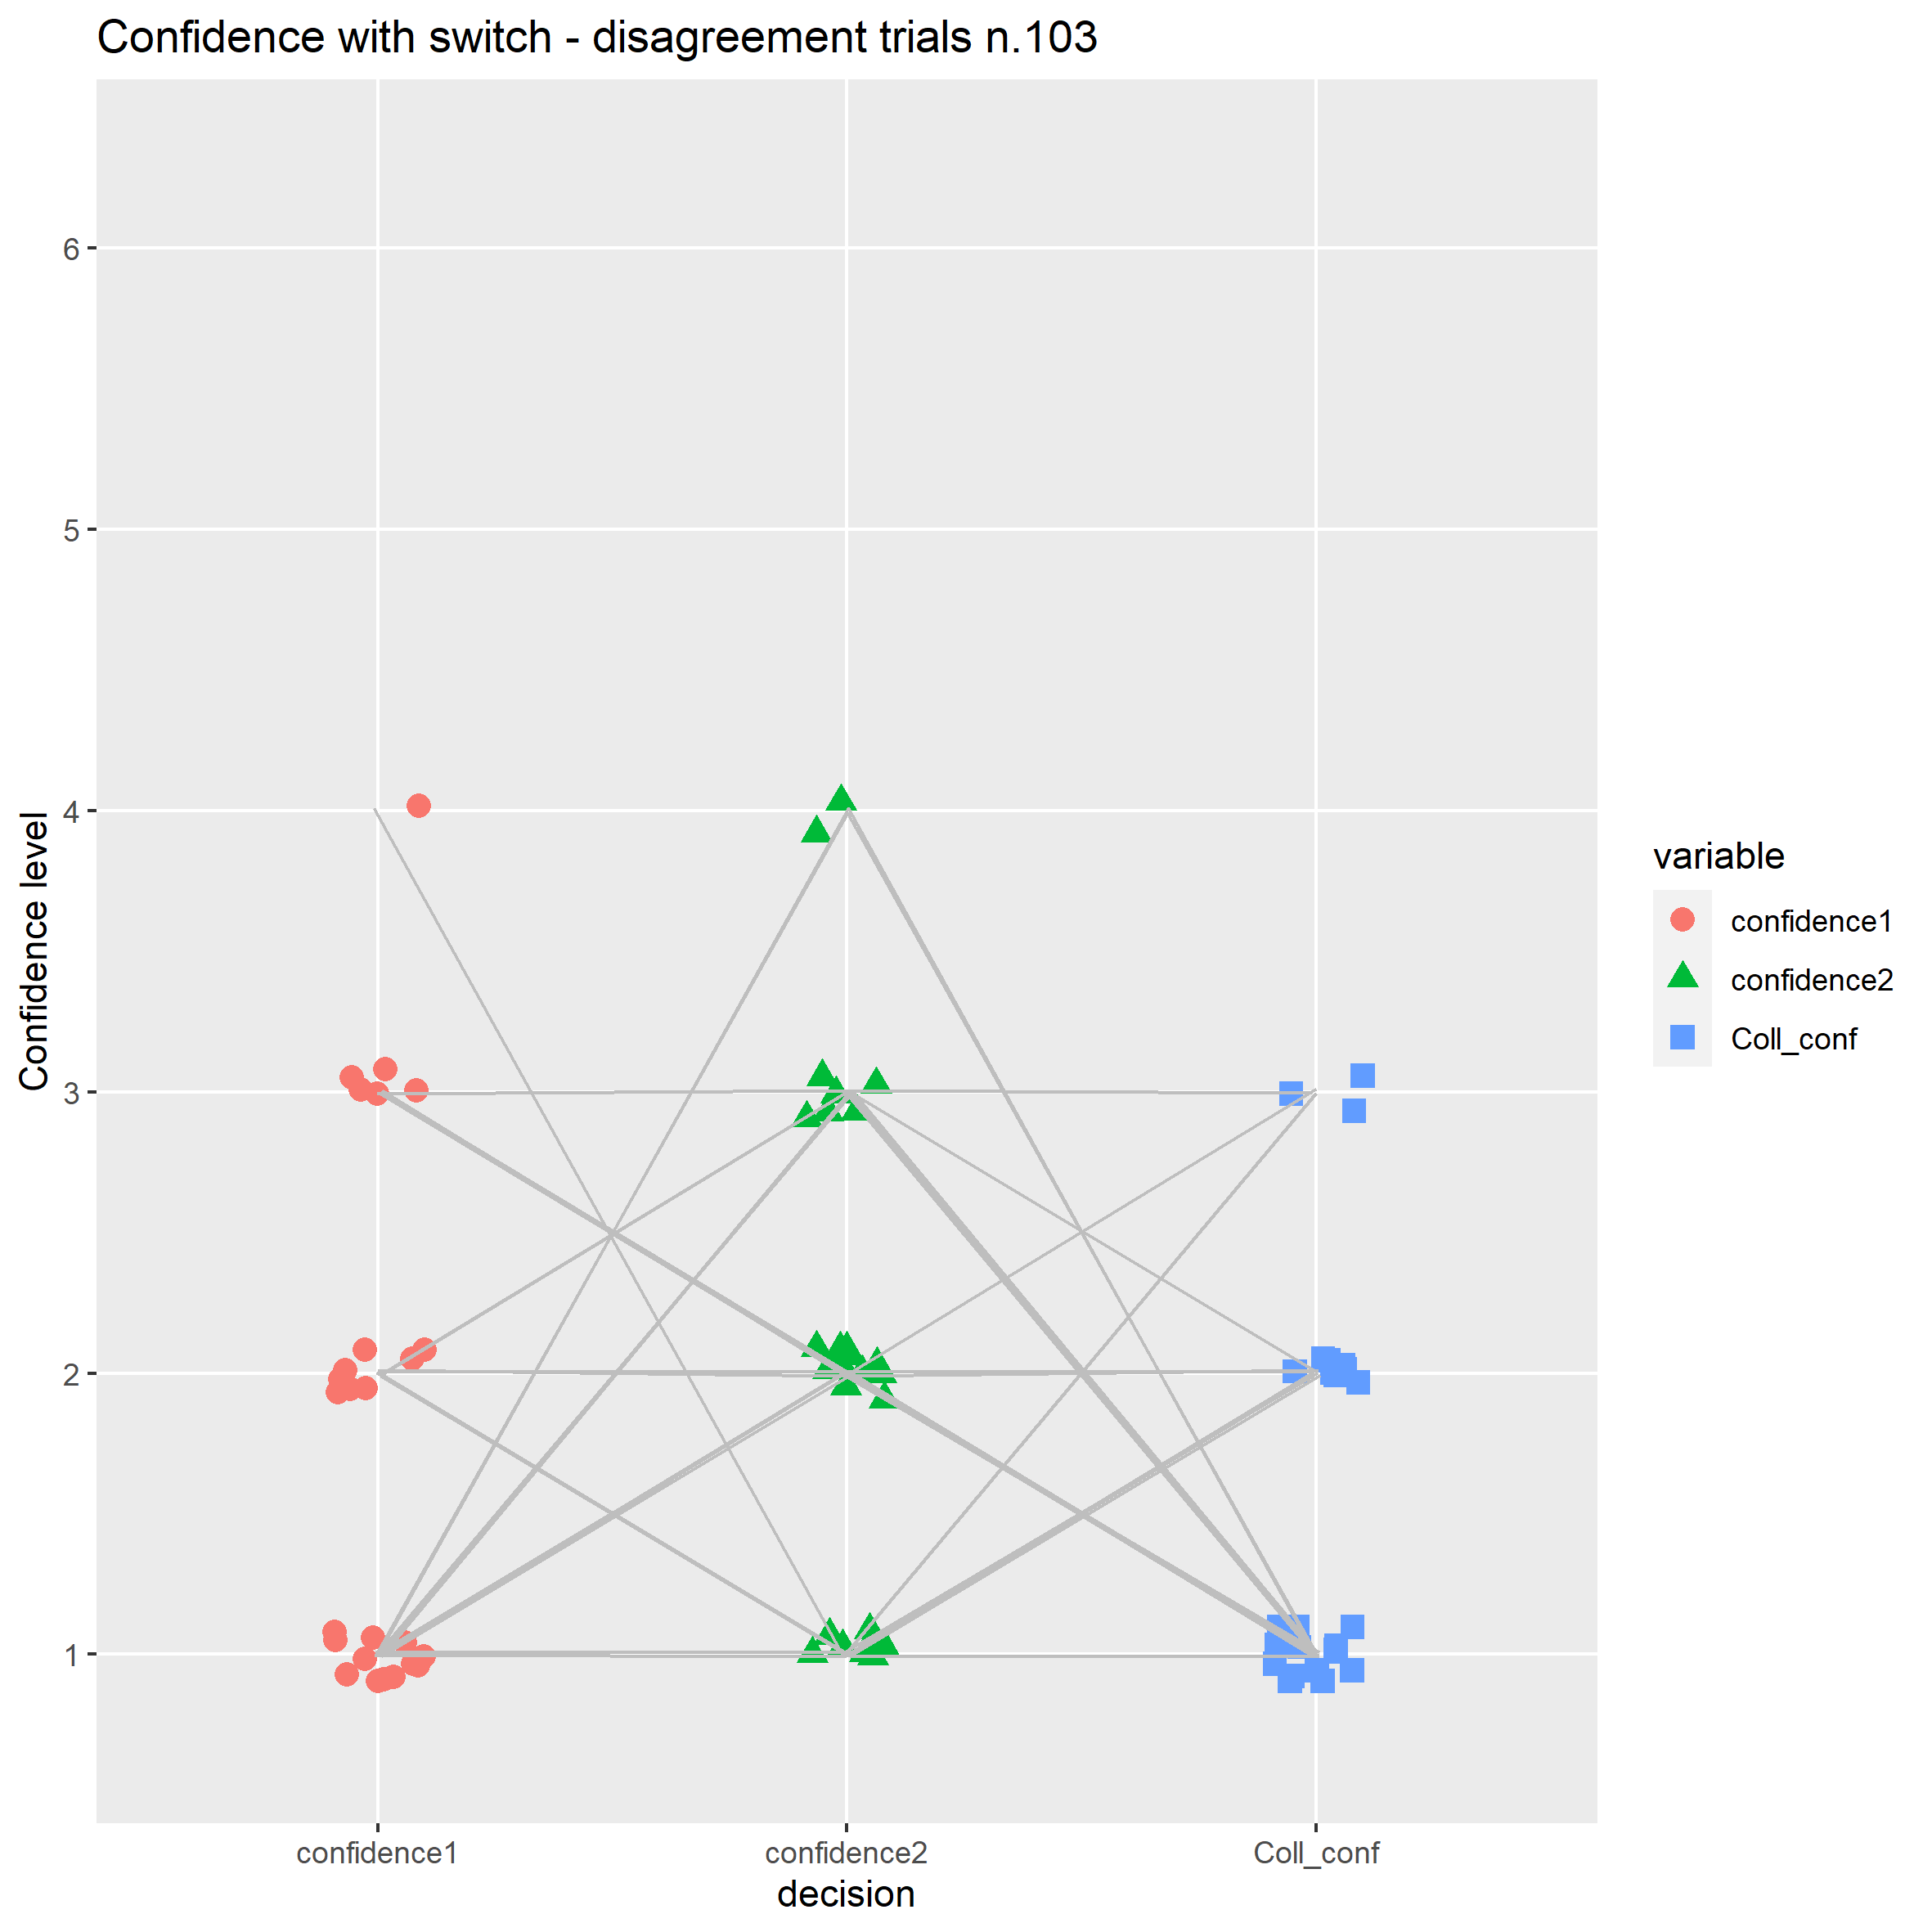 Confidence with switch - disagreement trials n.103
Confidence level
6
5
4
3
2
1
confidence1
confidence2
Coll_conf
decision
variable
confidence1
confidence2
Coll_conf